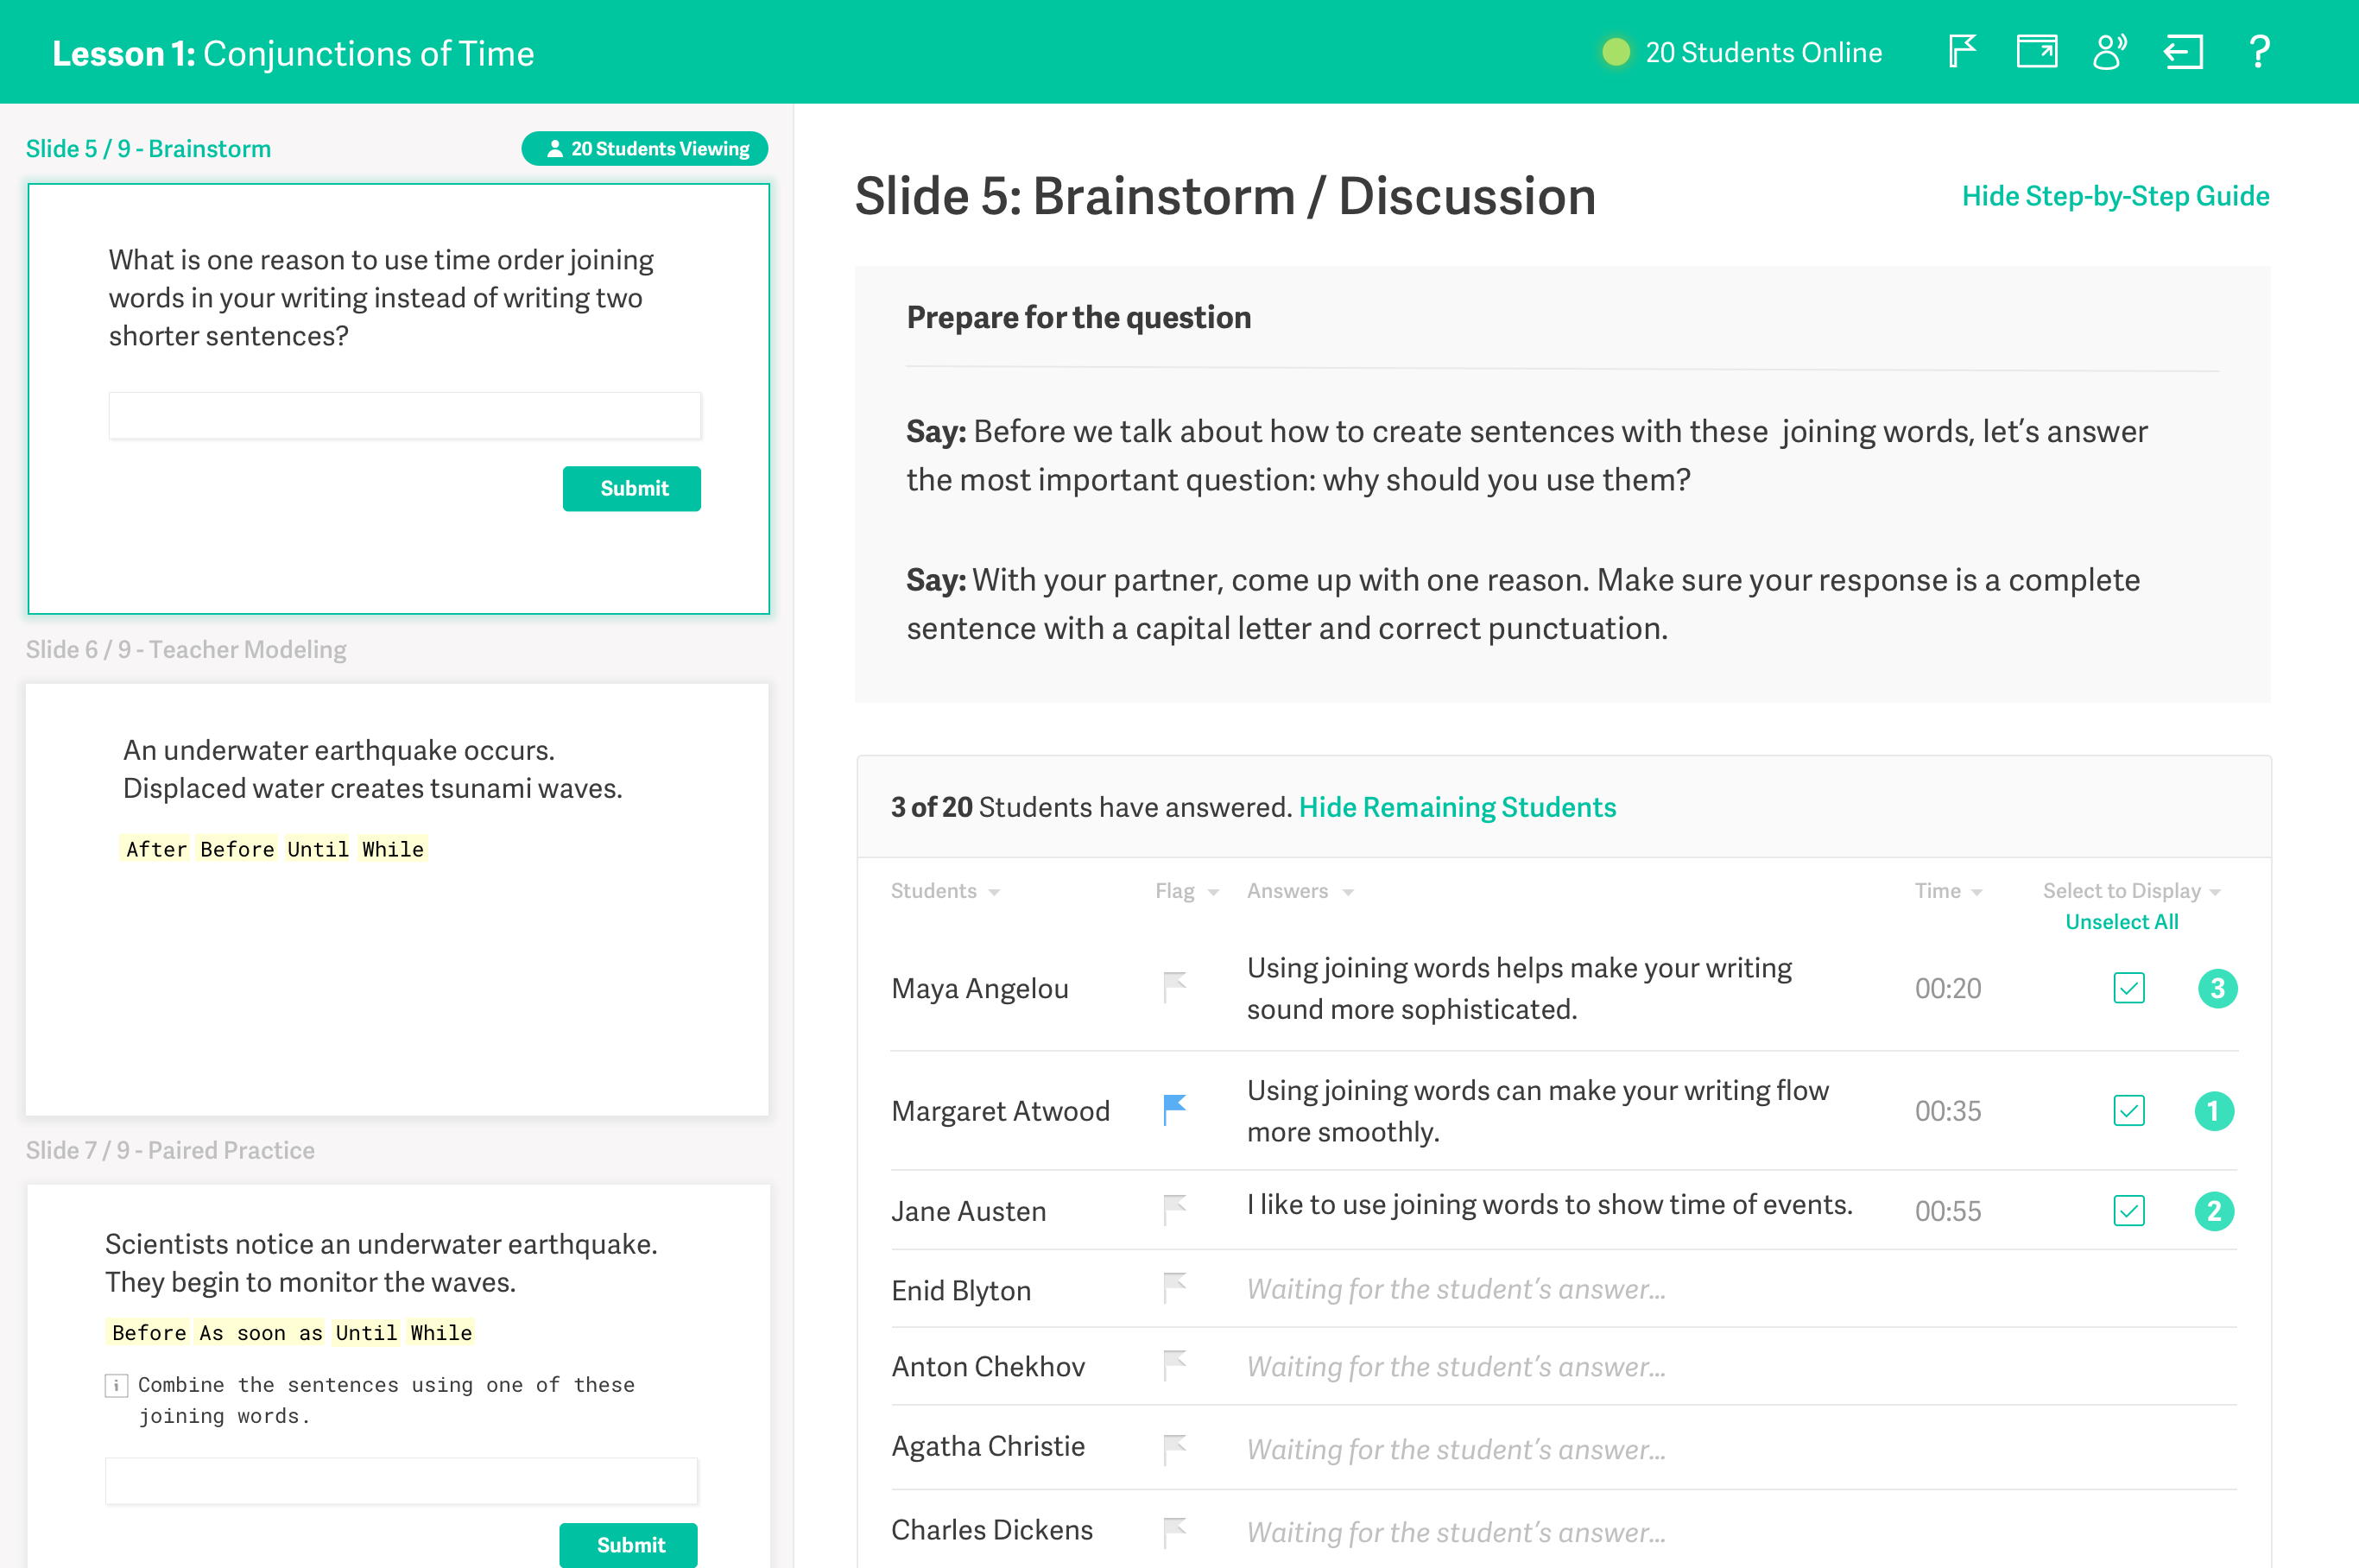 Lesson 1: Conjunctions of Time
20 Students Online
?
Slide 5 / 9 - Brainstorm
20 Students Viewing
What is one reason to use time order joining
words in your writing instead of writing two
shorter sentences?
Submit
Slide 6 / 9 - Teacher Modeling
An underwater earthquake occurs.
Displaced water creates tsunami waves.
After Before Until While
Slide 7 / 9 - Paired Practice
Scientists notice an underwater earthquake.
They begin to monitor the waves.
Before As soon as Until While
i Combine the sentences using one of these
joining words.
Submit
Slide 5: Brainstorm / Discussion
Hide Step-by-Step Guide
Prepare for the question
Say: Before we talk about how to create sentences with these joining words, let’s answer
the most important question: why should you use them?
Say: With your partner, come up with one reason. Make sure your response is a complete
sentence with a capital letter and correct punctuation.
3 of 20 Students have answered. Hide Remaining Students
Students Flag Answers Time Select to Display
Unselect All
Maya Angelou
Using joining words helps make your writing
sound more sophisticated.
00:20
3
Margaret Atwood
Using joining words can make your writing flow
more smoothly.
00:35
1
Jane Austen
I like to use joining words to show time of events.
00:55
2
Enid Blyton
Waiting for the student’s answer...
Anton Chekhov
Waiting for the student’s answer...
Agatha Christie
Waiting for the student’s answer...
Charles Dickens
Waiting for the student’s answer...